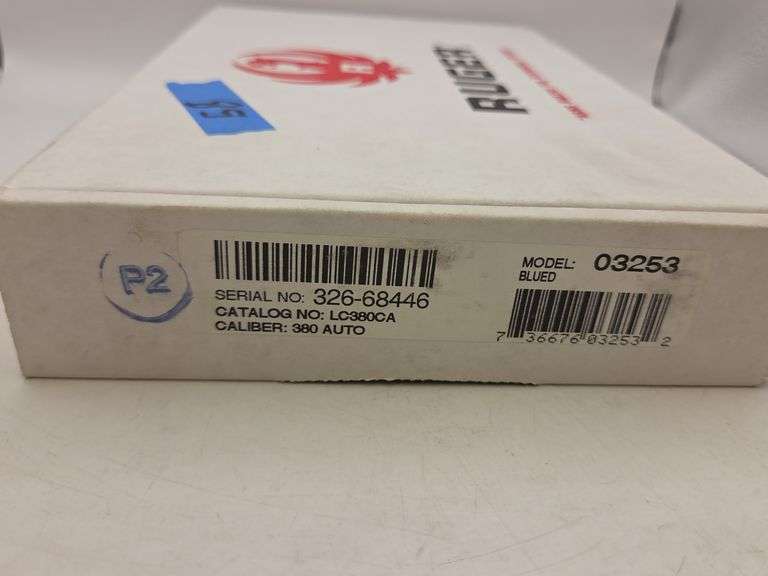 58
RUGER
P2
SERIAL NO: 326-68446
CATALOG NO: LC380CA
CALIBER: 380 AUTO
MODEL: 03253
BLUED
7 36676 03253 2